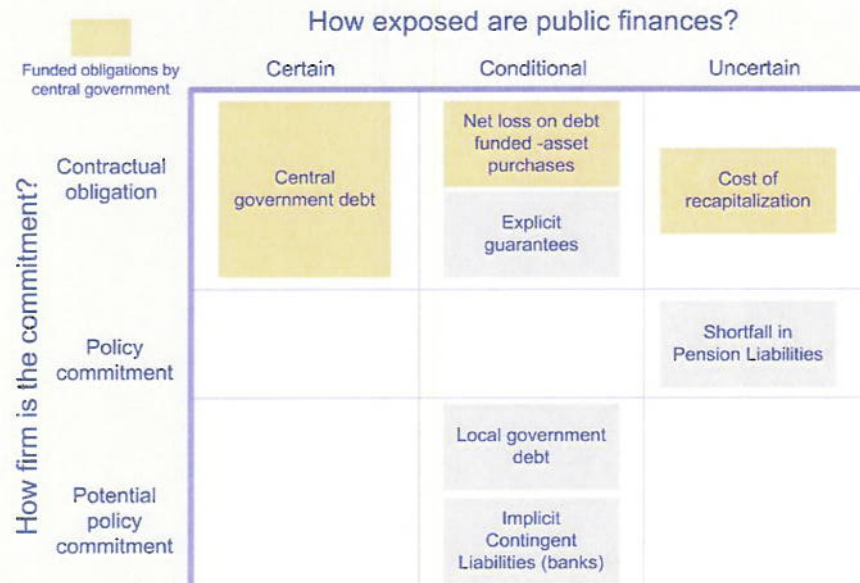 How exposed are public finances?
Funded obligations by
central government
Certain
Conditional
Uncertain
How firm is the commitment?
Contractual
obligation
Central
government debt
Net loss on debt
funded -asset
purchases
Explicit
guarantees
Cost of
recapitalization
Policy
commitment
Shortfall in
Pension Liabilities
Potential
policy
commitment
Local government
debt
Implicit
Contingent
Liabilities (banks)